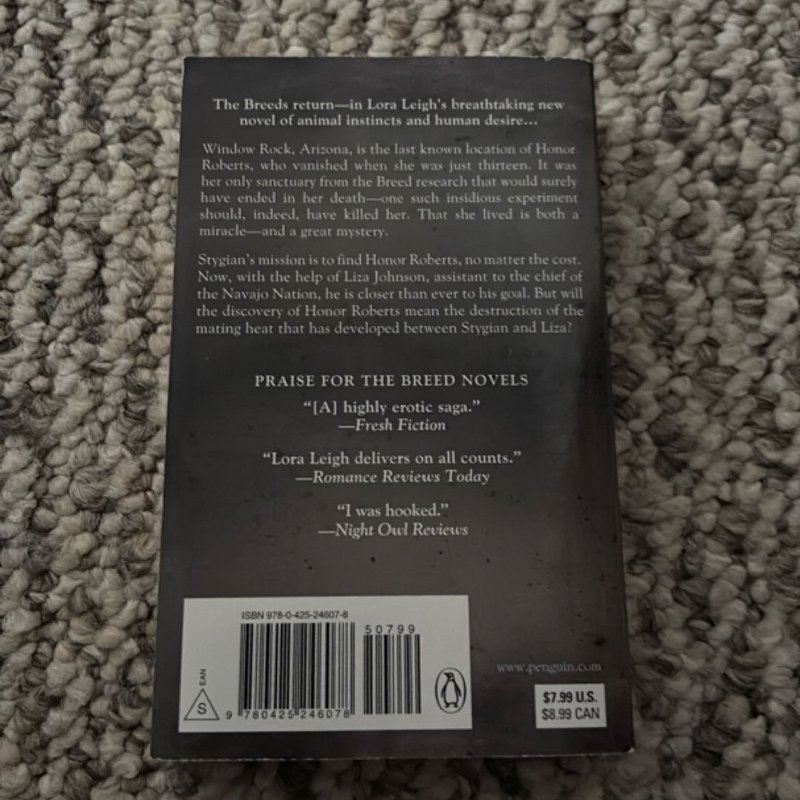 The Breeds return—in Lora Leigh's breathtaking new
novel of animal instincts and human desire...
Window Rock, Arizona, is the last known location of Honor
Roberts, who vanished when she was just thirteen. It was
her only sanctuary from the Breed research that would surely
have ended in her death—one such insidious experiment
should, indeed, have killed her. That she lived is both a
miracle—and a great mystery.
Stygian's mission is to find Honor Roberts, no matter the cost.
Now, with the help of Liza Johnson, assistant to the chief of
the Navajo Nation, he is closer than ever to his goal. But will
the discovery of Honor Roberts mean the destruction of the
mating heat that has developed between Stygian and Liza?
PRAISE FOR THE BREED NOVELS
"[A] highly erotic saga."
—Fresh Fiction
"Lora Leigh delivers on all counts."
—Romance Reviews Today
"I was hooked."
—Night Owl Reviews
ISBN 978-0-425-24607-8
50799
EAN
S
9 780425 246078
www.penguin.com
$7.99 U.S.
$8.99 CAN